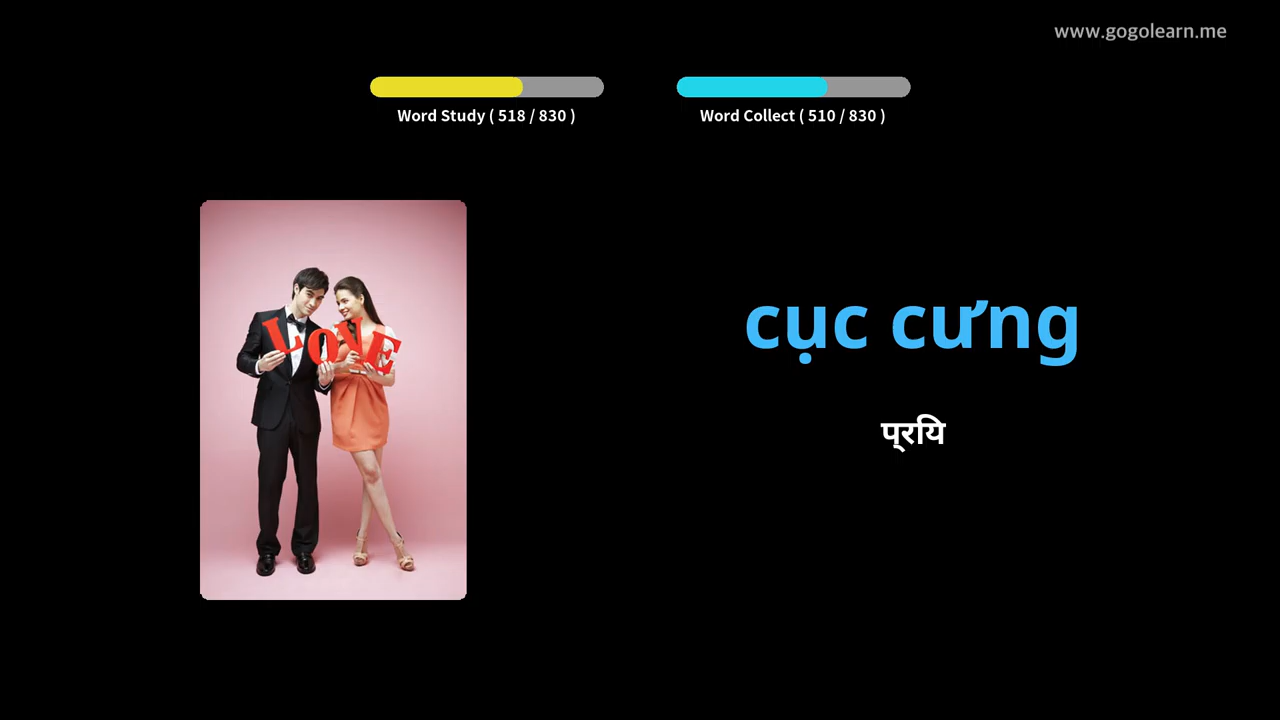 www.gogolearn.me
Word Study ( 518 / 830 )
Word Collect ( 510 / 830 )
LOVE
cục cưng
प्रयि